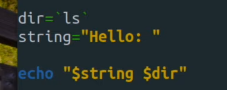 dir=`ls`
string="Hello: "
echo "$string $dir"